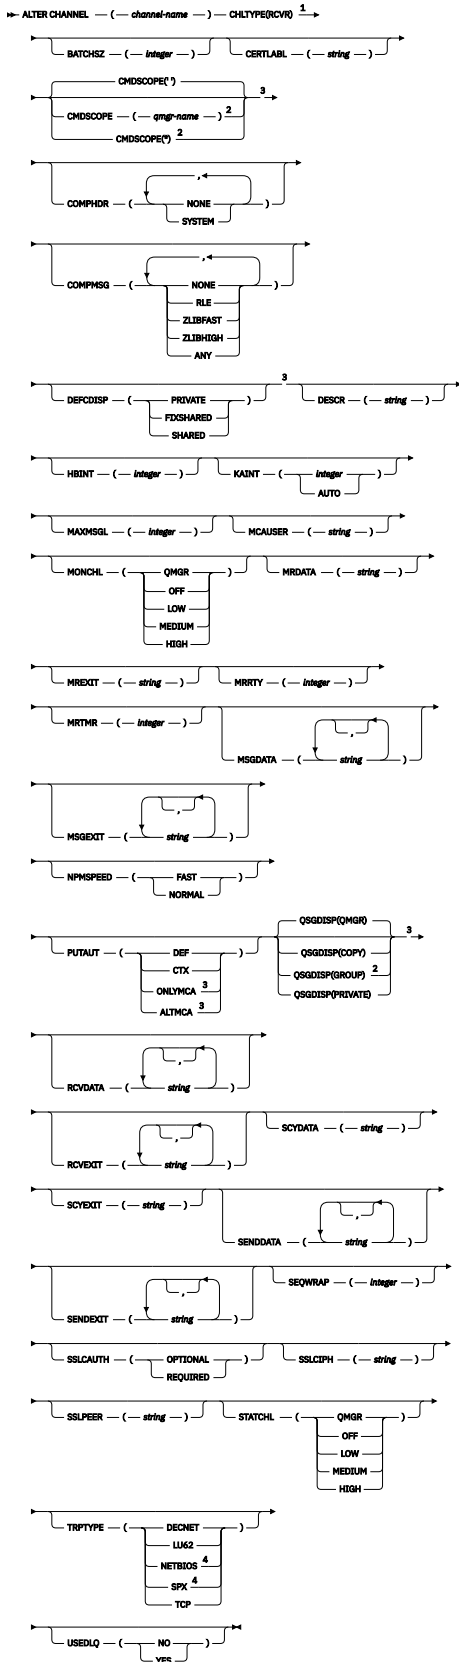 ALTER CHANNEL ( channel-name ) CHLTYPE(RCVR) 1
BATCHSZ ( integer ) CERTLABL ( string )
CMDSCOPE(' ') 3
CMDSCOPE ( qmgr-name ) 2
CMDSCOPE(*) 2
,
COMPHDR ( NONE )
SYSTEM
,
COMPMSG ( NONE )
RLE
ZLIBFAST
ZLIBHIGH
ANY
3
DEFCDISP ( PRIVATE ) DESCR ( string )
FIXSHARED
SHARED
HBINT ( integer ) KAINT ( integer )
AUTO
MAXMSGL ( integer ) MCAUSER ( string )
MONCHL ( QMGR ) MRDATA ( string )
OFF
LOW
MEDIUM
HIGH
MREXIT ( string ) MRRTY ( integer )
MRTMR ( integer )
,
MSGDATA ( string )
,
MSGEXIT ( string )
NPMSPEED ( FAST )
NORMAL
QSGDISP(QMGR) 3
PUTAUT ( DEF ) QSGDISP(COPY)
CTX QSGDISP(GROUP) 2
ONLYMCA 3 QSGDISP(PRIVATE)
ALTMCA 3
,
RCVDATA ( string )
,
SCYDATA ( string )
RCVEXIT ( string )
SCYEXIT ( string )
,
SENDDATA ( string )
,
SEQWRAP ( integer )
SENDEXIT ( string )
SSLCAUTH ( OPTIONAL ) SSLCIPH ( string )
REQUIRED
SSLPEER ( string ) STATCHL ( QMGR )
OFF
LOW
MEDIUM
HIGH
TRPTYPE ( DECNET )
LU62
NETBIOS 4
SPX 4
TCP
USEDLQ ( NO )
YES